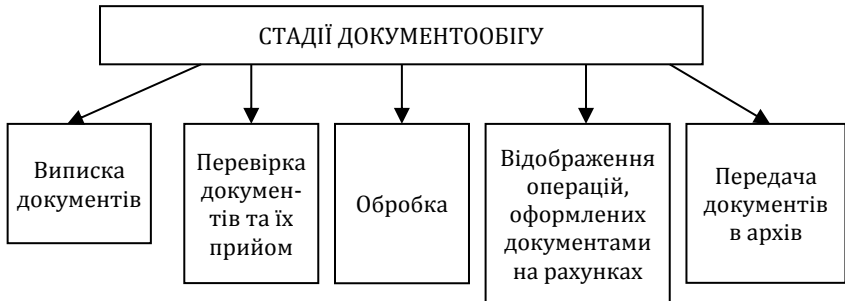 СТАДІЇ ДОКУМЕНТООБІГУ
Виписка
документів
Перевірка
докумен-
тів та їх
прийом
Обробка
Відображення
операцій,
оформлених
документами
на рахунках
Передача
документів
в архів